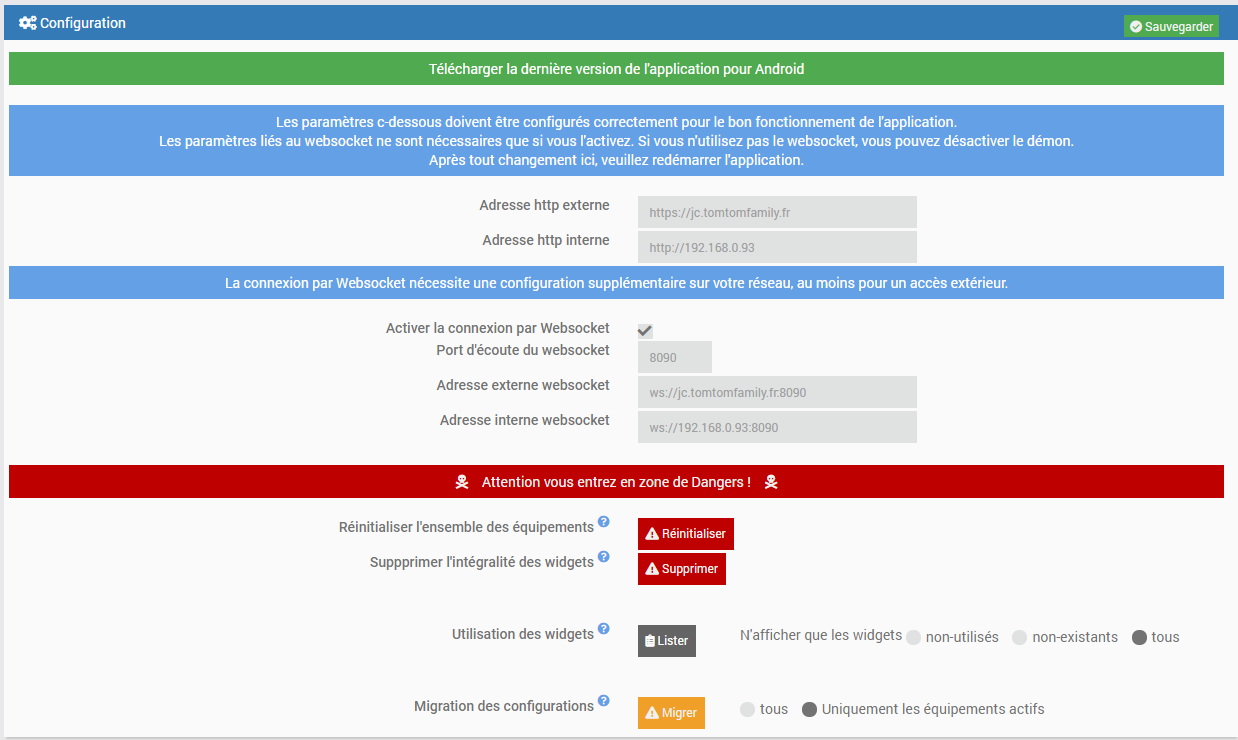 Configuration
Sauvegarder
Télécharger la dernière version de l'application pour Android
Les paramètres c-dessous doivent être configurés correctement pour le bon fonctionnement de l'application.
Les paramètres liés au websocket ne sont nécessaires que si vous l'activez. Si vous n'utilisez pas le websocket, vous pouvez désactiver le démon.
Après tout changement ici, veuillez redémarrer l'application.
Adresse http externe https://jc.tomtomfamily.fr
Adresse http interne http://192.168.0.93
La connexion par Websocket nécessite une configuration supplémentaire sur votre réseau, au moins pour un accès extérieur.
Activer la connexion par Websocket
Port d'écoute du websocket 8090
Adresse externe websocket ws://jc.tomtomfamily.fr:8090
Adresse interne websocket ws://192.168.0.93:8090
Attention vous entrez en zone de Dangers !
Réinitialiser l'ensemble des équipements ? Réinitialiser
Suppprimer l'intégralité des widgets ? Supprimer
Utilisation des widgets ? Lister N'afficher que les widgets non-utilisés non-existants tous
Migration des configurations ? Migrer tous Uniquement les équipements actifs